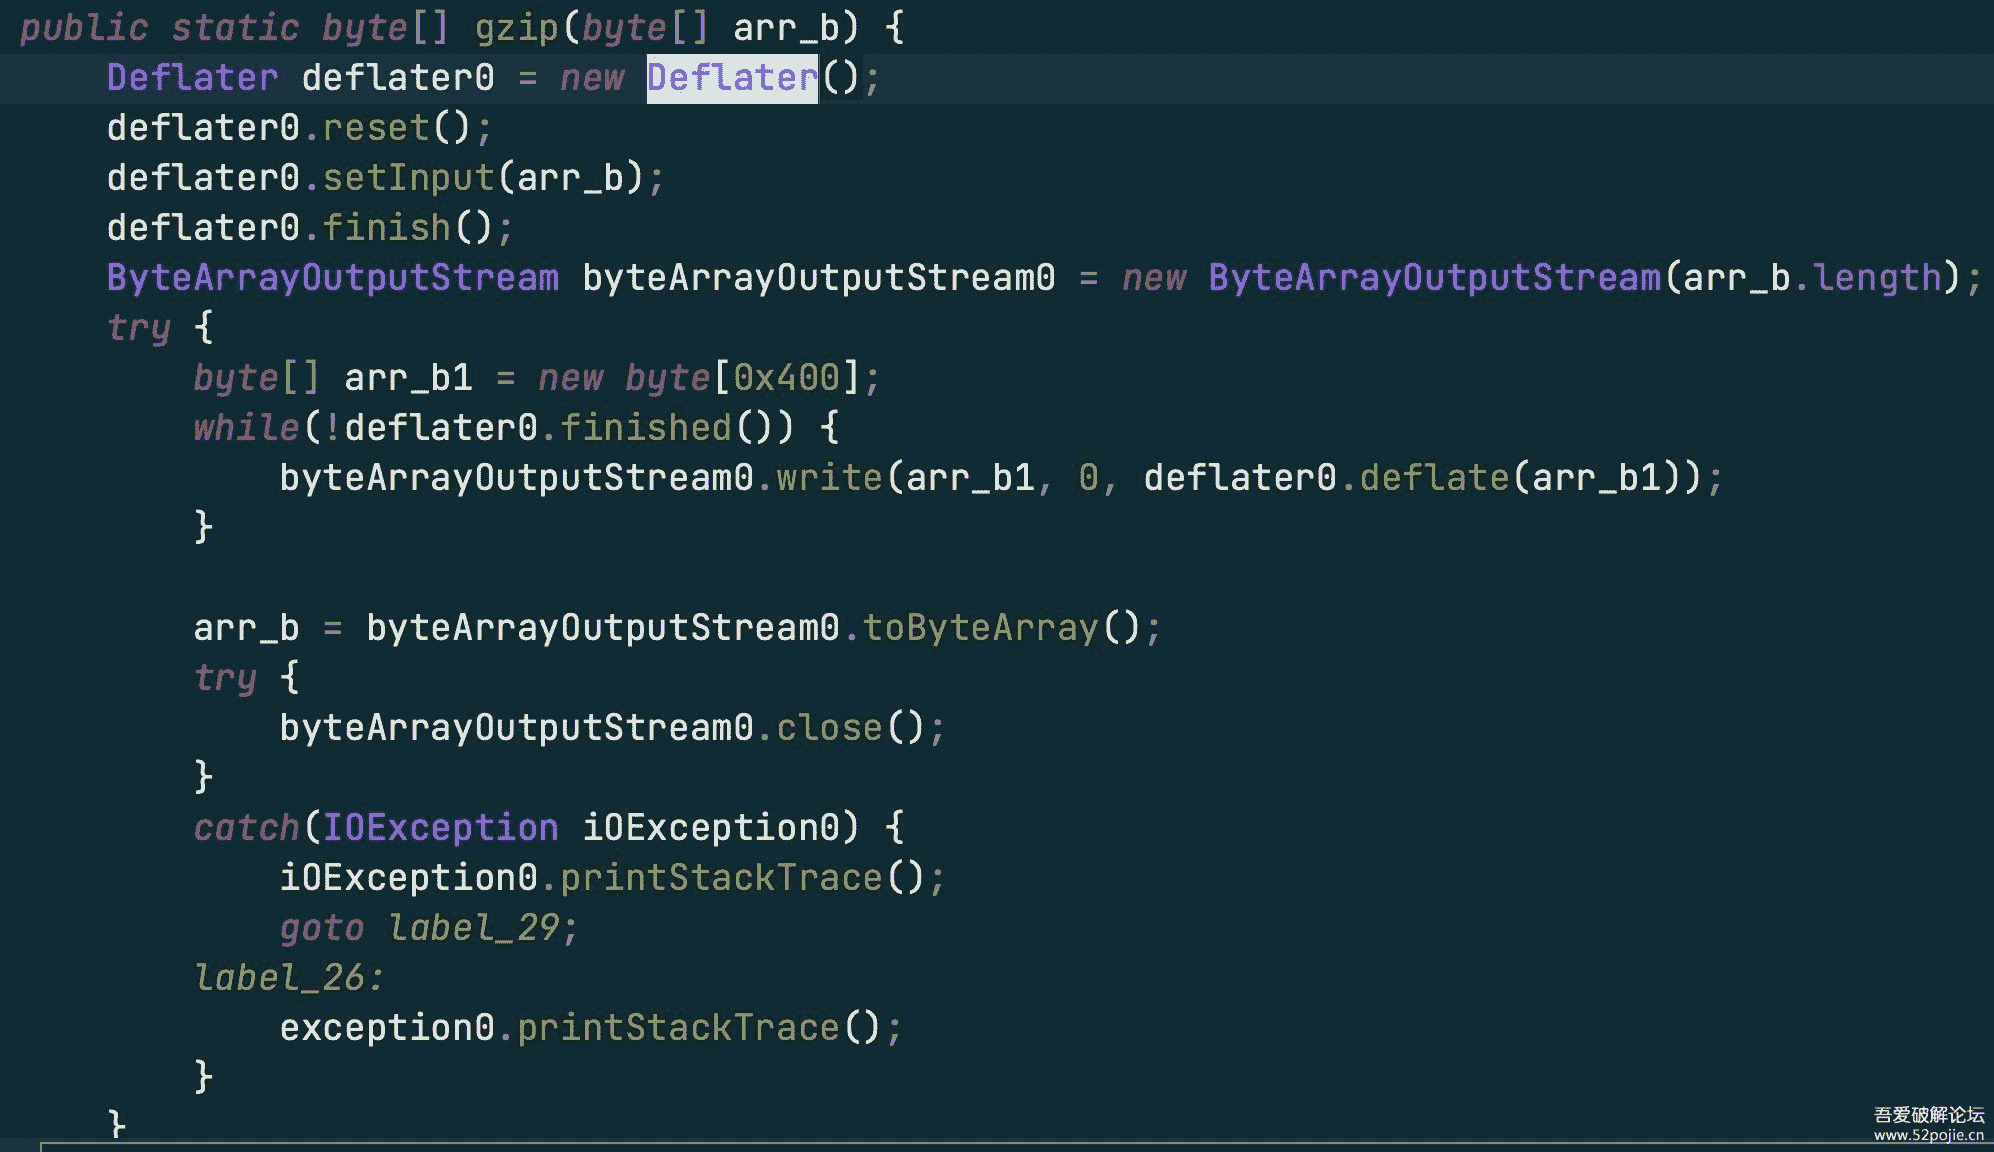 public static byte[] gzip(byte[] arr_b) {
    Deflater deflater0 = new Deflater();
    deflater0.reset();
    deflater0.setInput(arr_b);
    deflater0.finish();
    ByteArrayOutputStream byteArrayOutputStream0 = new ByteArrayOutputStream(arr_b.length);
    try {
        byte[] arr_b1 = new byte[0x400];
        while(!deflater0.finished()) {
            byteArrayOutputStream0.write(arr_b1, 0, deflater0.deflate(arr_b1));
        }

        arr_b = byteArrayOutputStream0.toByteArray();
        try {
            byteArrayOutputStream0.close();
        }
        catch(IOException iOException0) {
            iOException0.printStackTrace();
            goto label_29;
        label_26:
            exception0.printStackTrace();
        }
    }
吾爱破解论坛
www.52pojie.cn